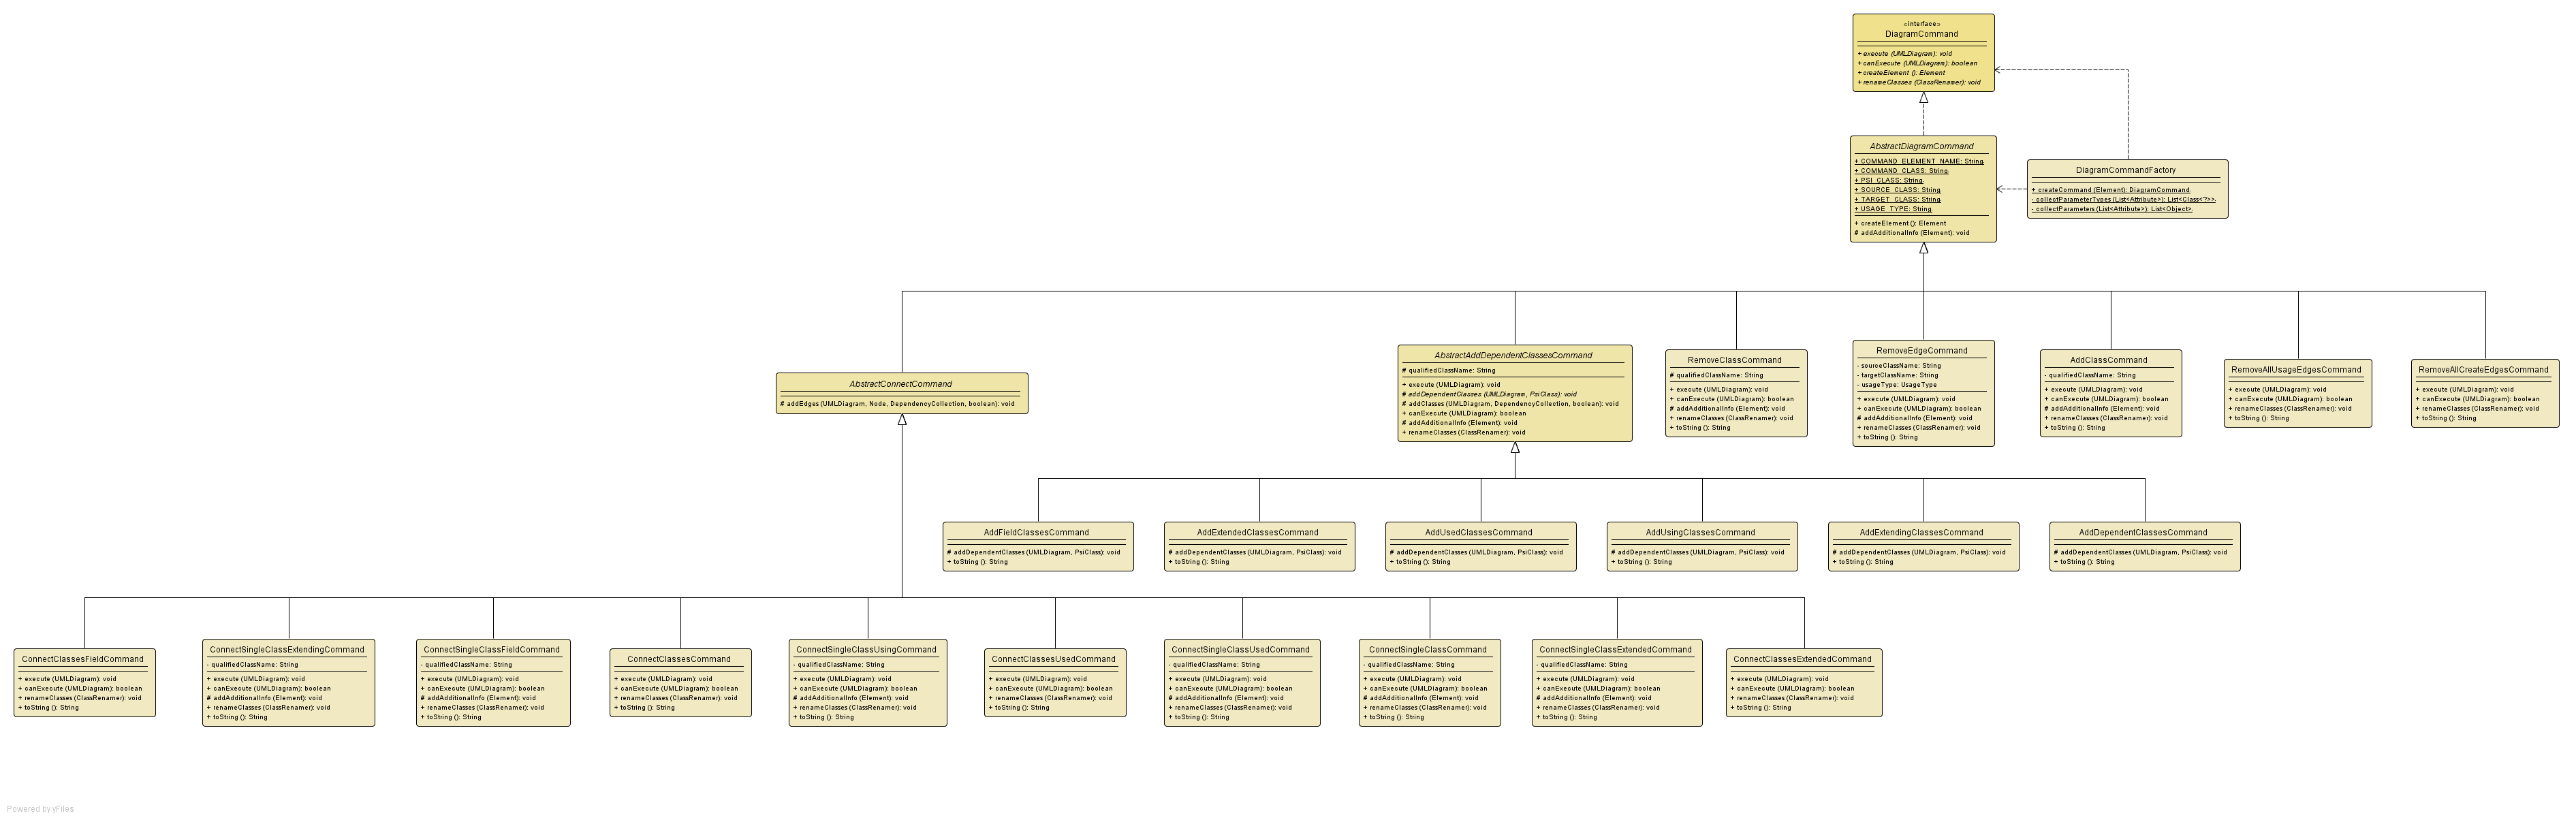 «interface»
DiagramCommand
+ execute (UMLDiagram): void
+ canExecute (UMLDiagram): boolean
+ createElement (): Element
+ renameClasses (ClassRenamer): void
AbstractDiagramCommand
+ COMMAND_ELEMENT_NAME: String
+ COMMAND_CLASS: String
+ PSI_CLASS: String
+ SOURCE_CLASS: String
+ TARGET_CLASS: String
+ USAGE_TYPE: String
+ createElement (): Element
# addAdditionalInfo (Element): void
DiagramCommandFactory
+ createCommand (Element): DiagramCommand
- collectParameterTypes (List<Attribute>): List<Class<?>>
- collectParameters (List<Attribute>): List<Object>
AbstractConnectCommand
# addEdges (UMLDiagram, Node, DependencyCollection, boolean): void
AbstractAddDependentClassesCommand
# qualifiedClassName: String
+ execute (UMLDiagram): void
# addDependentClasses (UMLDiagram, PsiClass): void
# addClasses (UMLDiagram, DependencyCollection, boolean): void
+ canExecute (UMLDiagram): boolean
# addAdditionalInfo (Element): void
+ renameClasses (ClassRenamer): void
RemoveClassCommand
# qualifiedClassName: String
+ execute (UMLDiagram): void
+ canExecute (UMLDiagram): boolean
# addAdditionalInfo (Element): void
+ renameClasses (ClassRenamer): void
+ toString (): String
RemoveEdgeCommand
- sourceClassName: String
- targetClassName: String
- usageType: UsageType
+ execute (UMLDiagram): void
+ canExecute (UMLDiagram): boolean
# addAdditionalInfo (Element): void
+ renameClasses (ClassRenamer): void
+ toString (): String
AddClassCommand
- qualifiedClassName: String
+ execute (UMLDiagram): void
+ canExecute (UMLDiagram): boolean
# addAdditionalInfo (Element): void
+ renameClasses (ClassRenamer): void
+ toString (): String
RemoveAllUsageEdgesCommand
+ execute (UMLDiagram): void
+ canExecute (UMLDiagram): boolean
+ renameClasses (ClassRenamer): void
+ toString (): String
RemoveAllCreateEdgesCommand
+ execute (UMLDiagram): void
+ canExecute (UMLDiagram): boolean
+ renameClasses (ClassRenamer): void
+ toString (): String
AddFieldClassesCommand
# addDependentClasses (UMLDiagram, PsiClass): void
+ toString (): String
AddExtendedClassesCommand
# addDependentClasses (UMLDiagram, PsiClass): void
+ toString (): String
AddUsedClassesCommand
# addDependentClasses (UMLDiagram, PsiClass): void
+ toString (): String
AddUsingClassesCommand
# addDependentClasses (UMLDiagram, PsiClass): void
+ toString (): String
AddExtendingClassesCommand
# addDependentClasses (UMLDiagram, PsiClass): void
+ toString (): String
AddDependentClassesCommand
# addDependentClasses (UMLDiagram, PsiClass): void
+ toString (): String
ConnectClassesFieldCommand
+ execute (UMLDiagram): void
+ canExecute (UMLDiagram): boolean
+ renameClasses (ClassRenamer): void
+ toString (): String
ConnectSingleClassExtendingCommand
- qualifiedClassName: String
+ execute (UMLDiagram): void
+ canExecute (UMLDiagram): boolean
# addAdditionalInfo (Element): void
+ renameClasses (ClassRenamer): void
+ toString (): String
ConnectSingleClassFieldCommand
- qualifiedClassName: String
+ execute (UMLDiagram): void
+ canExecute (UMLDiagram): boolean
# addAdditionalInfo (Element): void
+ renameClasses (ClassRenamer): void
+ toString (): String
ConnectClassesCommand
+ execute (UMLDiagram): void
+ canExecute (UMLDiagram): boolean
+ renameClasses (ClassRenamer): void
+ toString (): String
ConnectSingleClassUsingCommand
- qualifiedClassName: String
+ execute (UMLDiagram): void
+ canExecute (UMLDiagram): boolean
# addAdditionalInfo (Element): void
+ renameClasses (ClassRenamer): void
+ toString (): String
ConnectClassesUsedCommand
+ execute (UMLDiagram): void
+ canExecute (UMLDiagram): boolean
+ renameClasses (ClassRenamer): void
+ toString (): String
ConnectSingleClassUsedCommand
- qualifiedClassName: String
+ execute (UMLDiagram): void
+ canExecute (UMLDiagram): boolean
# addAdditionalInfo (Element): void
+ renameClasses (ClassRenamer): void
+ toString (): String
ConnectSingleClassCommand
- qualifiedClassName: String
+ execute (UMLDiagram): void
+ canExecute (UMLDiagram): boolean
# addAdditionalInfo (Element): void
+ renameClasses (ClassRenamer): void
+ toString (): String
ConnectSingleClassExtendedCommand
- qualifiedClassName: String
+ execute (UMLDiagram): void
+ canExecute (UMLDiagram): boolean
# addAdditionalInfo (Element): void
+ renameClasses (ClassRenamer): void
+ toString (): String
ConnectClassesExtendedCommand
+ execute (UMLDiagram): void
+ canExecute (UMLDiagram): boolean
+ renameClasses (ClassRenamer): void
+ toString (): String
Powered by yFiles